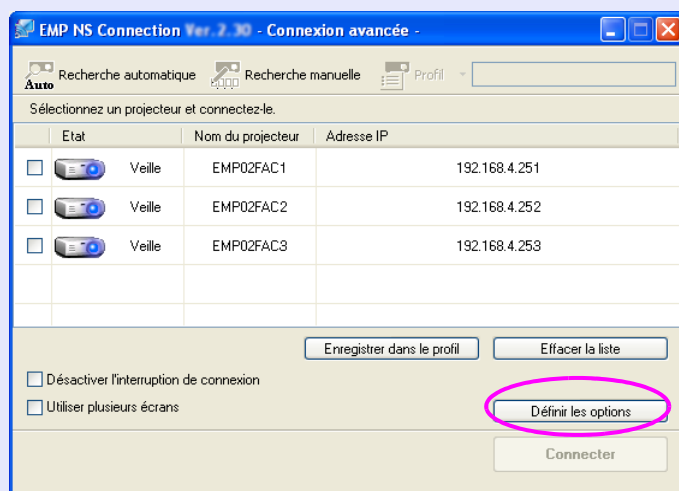 EMP NS Connection Ver.2.30 - Connexion avancée -
Auto Recherche automatique Recherche manuelle Profil
Sélectionnez un projecteur et connectez-le.
Etat Nom du projecteur Adresse IP
Veille EMP02FAC1 192.168.4.251
Veille EMP02FAC2 192.168.4.252
Veille EMP02FAC3 192.168.4.253
Enregistrer dans le profil Effacer la liste
Désactiver l'interruption de connexion
Utiliser plusieurs écrans Définir les options
Connecter